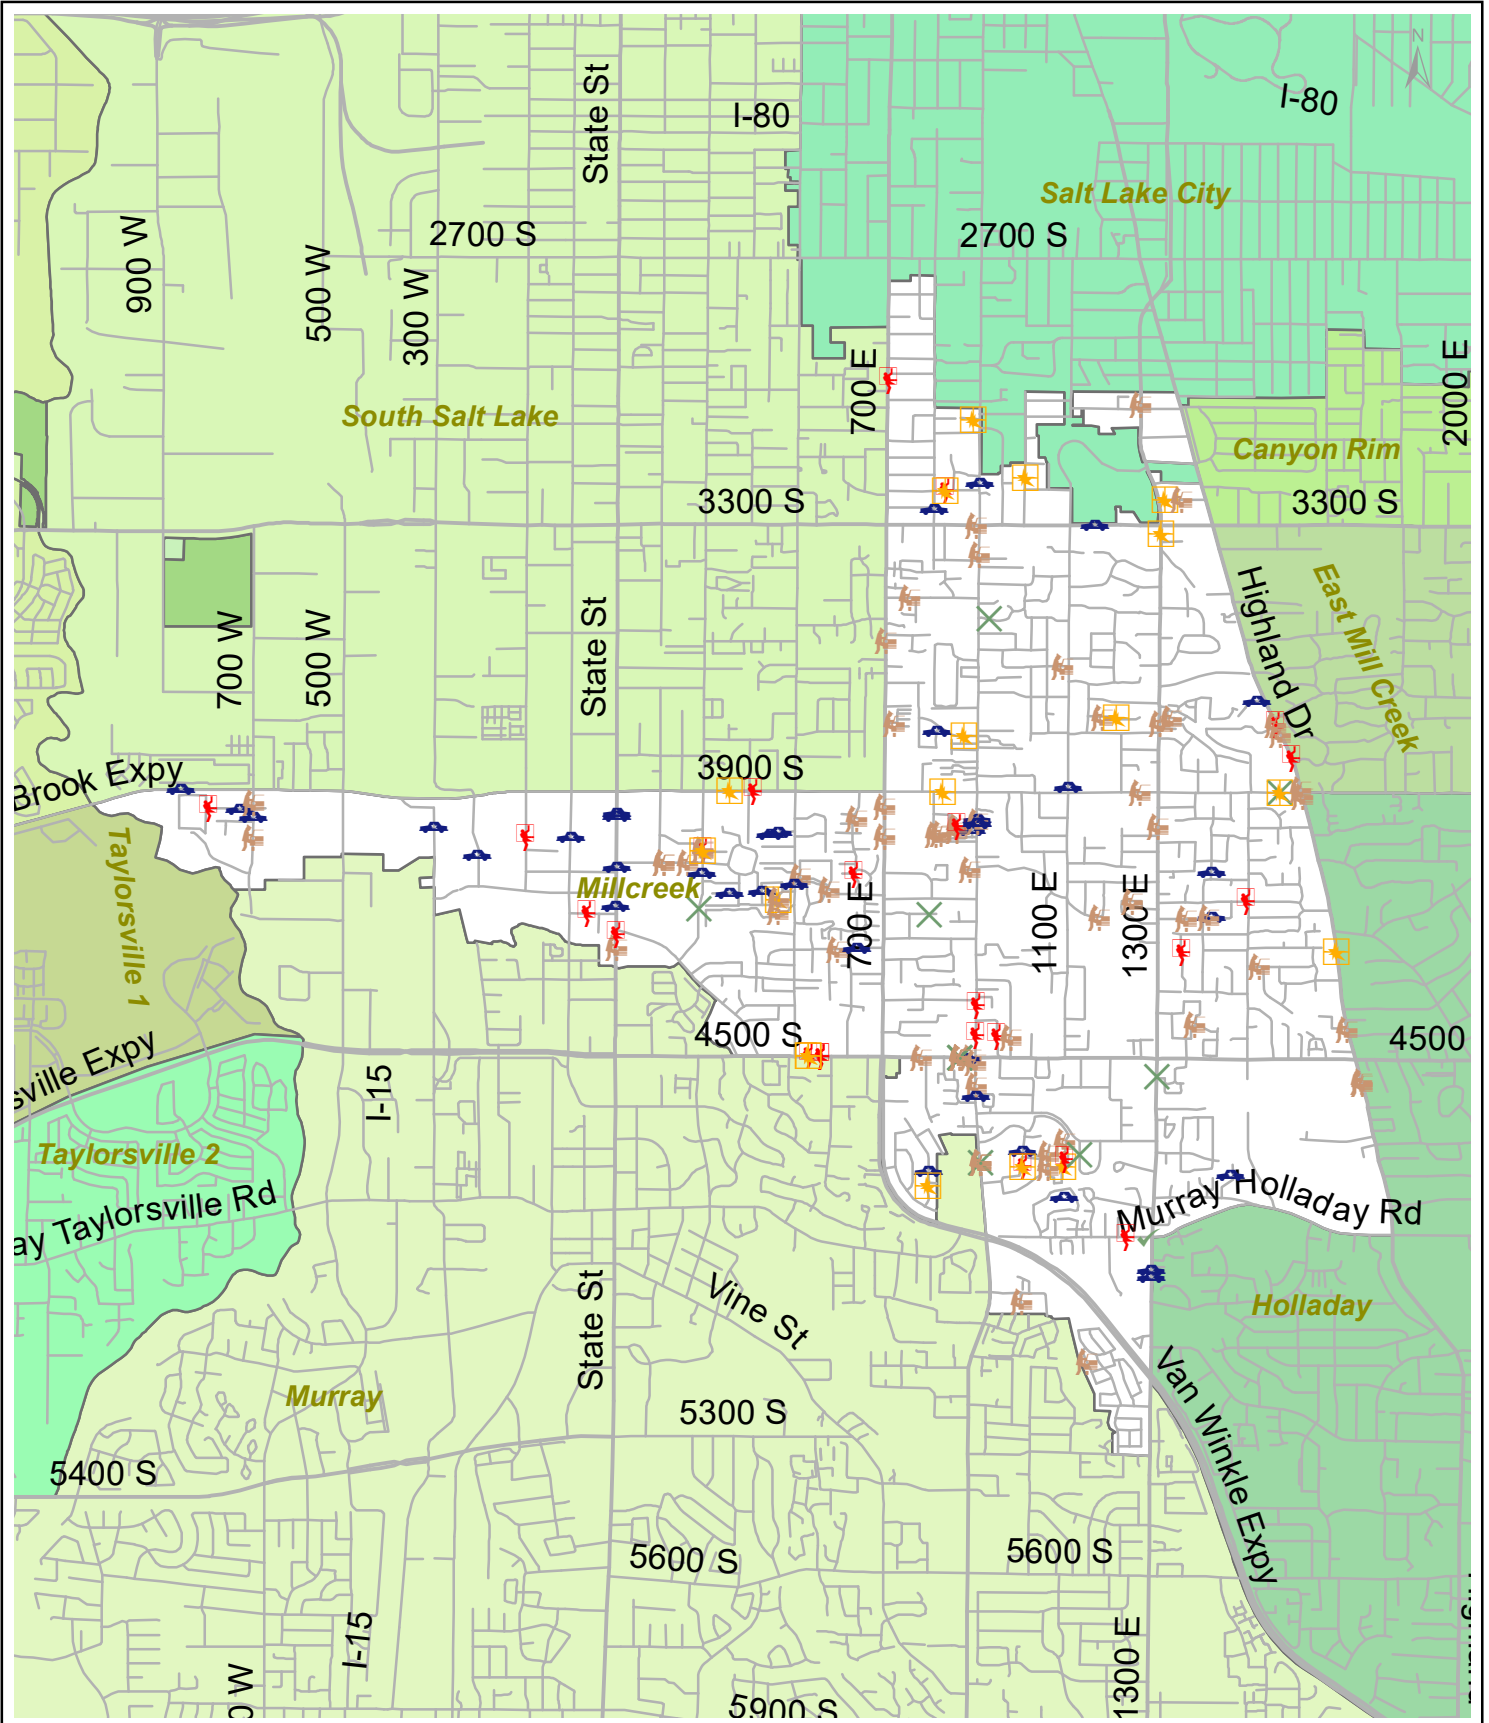 N
I-80
I-80
State St
Salt Lake City
900 W
2700 S
2700 S
500 W
300 W
700 E
2000 E
South Salt Lake
Canyon Rim
3300 S
3300 S
Highland Dr
East Mill Creek
700 W
500 W
State St
3900 S
Brook Expy
Taylorsville 1
Millcreek
700 E
1100 E
1300 E
4500 S
4500
sville Expy
I-15
Taylorsville 2
ay Taylorsville Rd
Murray Holladay Rd
State St
Vine St
Holladay
Murray
5300 S
Van Winkle Expy
5400 S
5600 S
5600 S
I-15
1300 E
0 W
5900 S